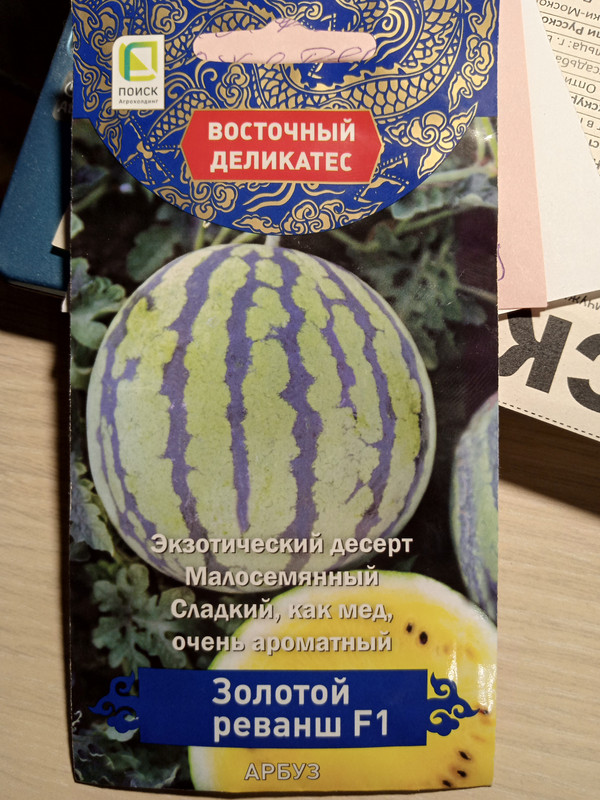 ПОИСК
Агрохолдинг
ВОСТОЧНЫЙ
ДЕЛИКАТЕС
Экзотический десерт
Малосемянный
Сладкий, как мед,
очень ароматный
Золотой
реванш F1
АРБУЗ